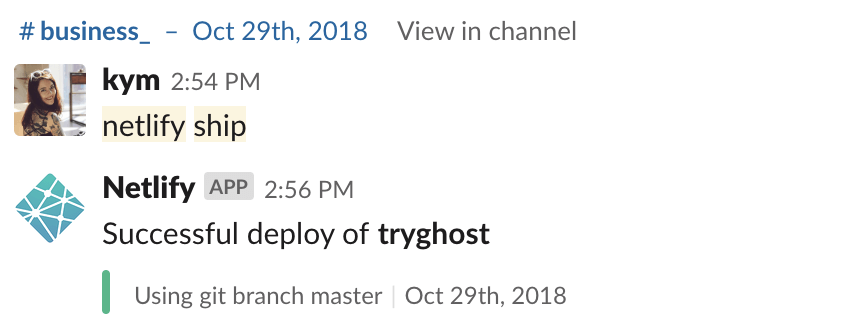 # business_ – Oct 29th, 2018 View in channel
kym 2:54 PM
netlify ship
Netlify APP 2:56 PM
Successful deploy of tryghost
Using git branch master | Oct 29th, 2018